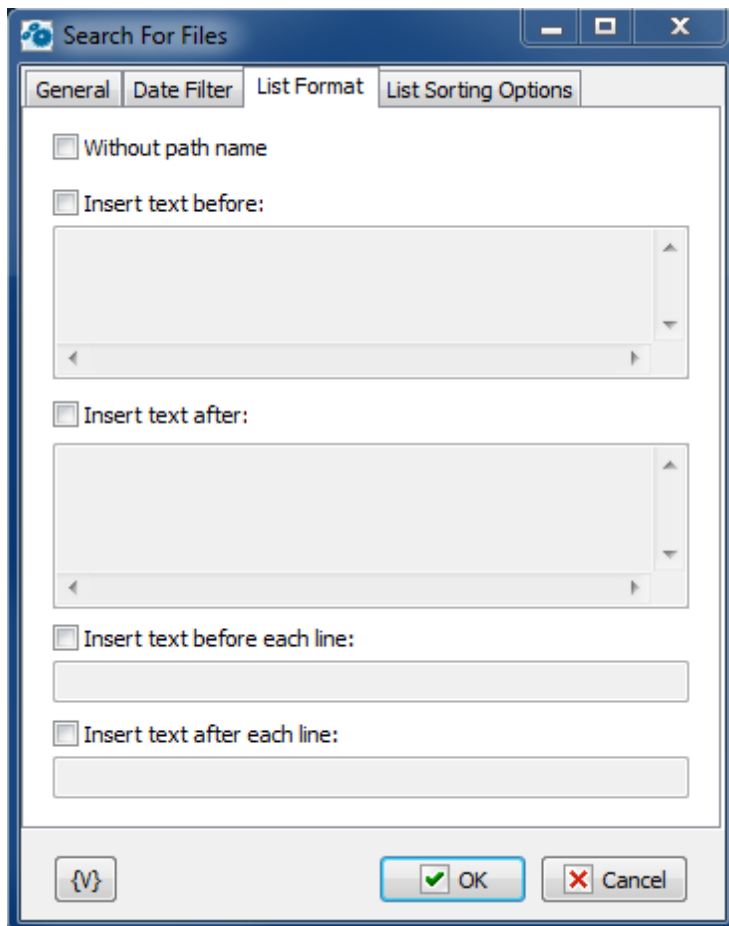 Search For Files
General Date Filter List Format List Sorting Options
Without path name
Insert text before:
Insert text after:
Insert text before each line:
Insert text after each line:
{V} OK Cancel